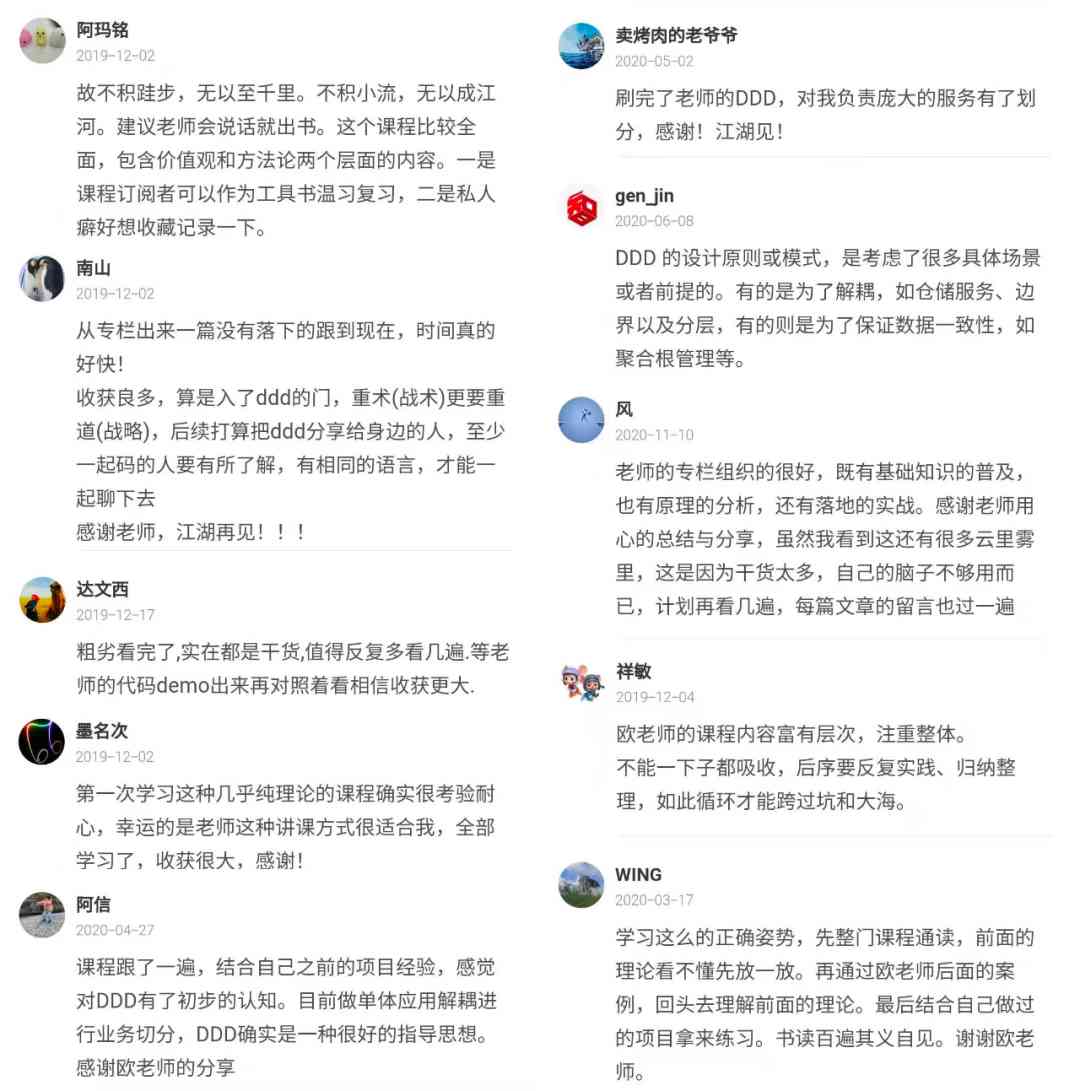 阿玛铭
2019-12-02
故不积跬步，无以至千里。不积小流，无以成江
河。建议老师会说话就出书。这个课程比较全
面，包含价值观和方法论两个层面的内容。一是
课程订阅者可以作为工具书温习复习，二是私人
癖好想收藏记录一下。
南山
2019-12-02
从专栏出来一篇没有落下的跟到现在，时间真的
好快！
收获良多，算是入了ddd的门，重术(战术)更要重
道(战略)，后续打算把ddd分享给身边的人，至少
一起码的人要有所了解，有相同的语言，才能一
起聊下去
感谢老师，江湖再见！！！
达文西
2019-12-17
粗劣看完了,实在都是干货,值得反复多看几遍.等老
师的代码demo出来再对照着看相信收获更大.
墨名次
2019-12-02
第一次学习这种几乎纯理论的课程确实很考验耐
心，幸运的是老师这种讲课方式很适合我，全部
学习了，收获很大，感谢！
阿信
2020-04-27
课程跟了一遍，结合自己之前的项目经验，感觉
对DDD有了初步的认知。目前做单体应用解耦进
行业务切分，DDD确实是一种很好的指导思想。
感谢欧老师的分享
卖烤肉的老爷爷
2020-05-02
刷完了老师的DDD，对我负责庞大的服务有了划
分，感谢！江湖见！
gen_jin
2020-06-08
DDD 的设计原则或模式，是考虑了很多具体场景
或者前提的。有的是为了解耦，如仓储服务、边
界以及分层，有的则是为了保证数据一致性，如
聚合根管理等。
风
2020-11-10
老师的专栏组织的很好，既有基础知识的普及，
也有原理的分析，还有落地的实战。感谢老师用
心的总结与分享，虽然我看到这还有很多云里雾
里，这是因为干货太多，自己的脑子不够用而
已，计划再看几遍，每篇文章的留言也过一遍
祥敏
2019-12-04
欧老师的课程内容富有层次，注重整体。
不能一下子都吸收，后序要反复实践、归纳整
理，如此循环才能跨过坑和大海。
WING
2020-03-17
学习这么的正确姿势，先整门课程通读，前面的
理论看不懂先放一放。再通过欧老师后面的案
例，回头去理解前面的理论。最后结合自己做过
的项目拿来练习。书读百遍其义自见。谢谢欧老
师。